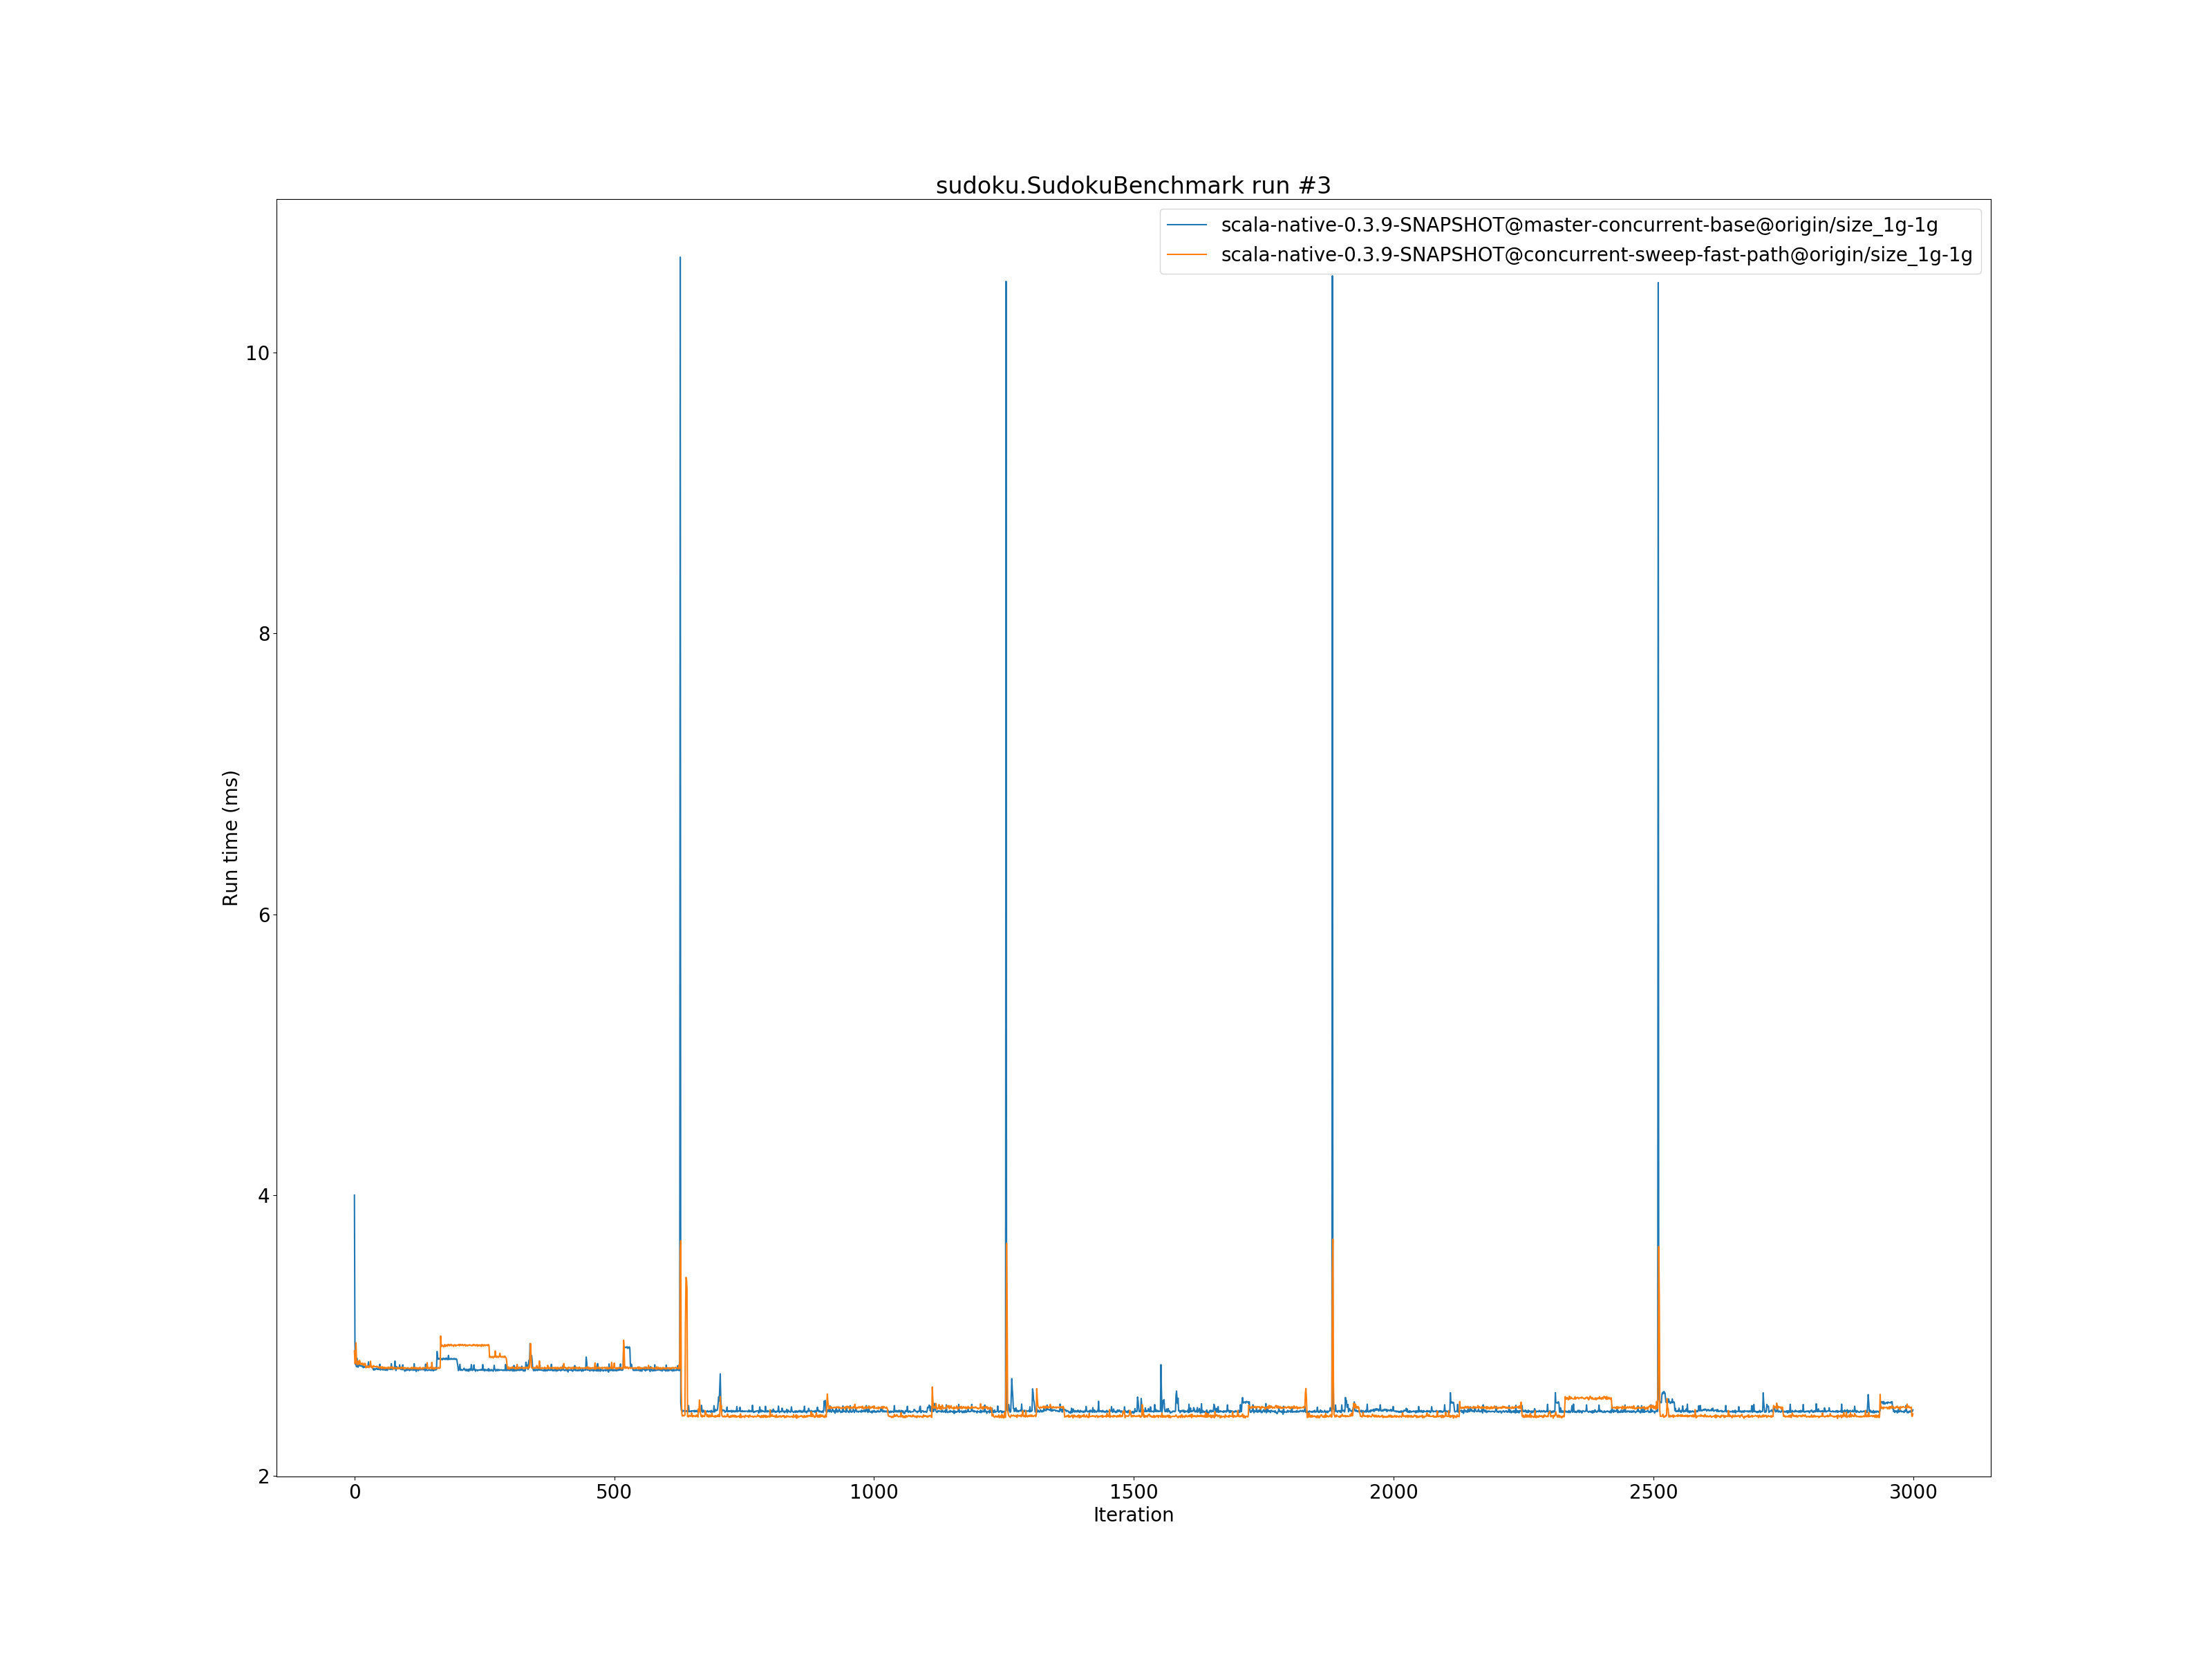 sudoku.SudokuBenchmark run #3
scala-native-0.3.9-SNAPSHOT@master-concurrent-base@origin/size_1g-1g
scala-native-0.3.9-SNAPSHOT@concurrent-sweep-fast-path@origin/size_1g-1g
10
8
6
4
2
Run time (ms)
0 500 1000 1500 2000 2500 3000
Iteration